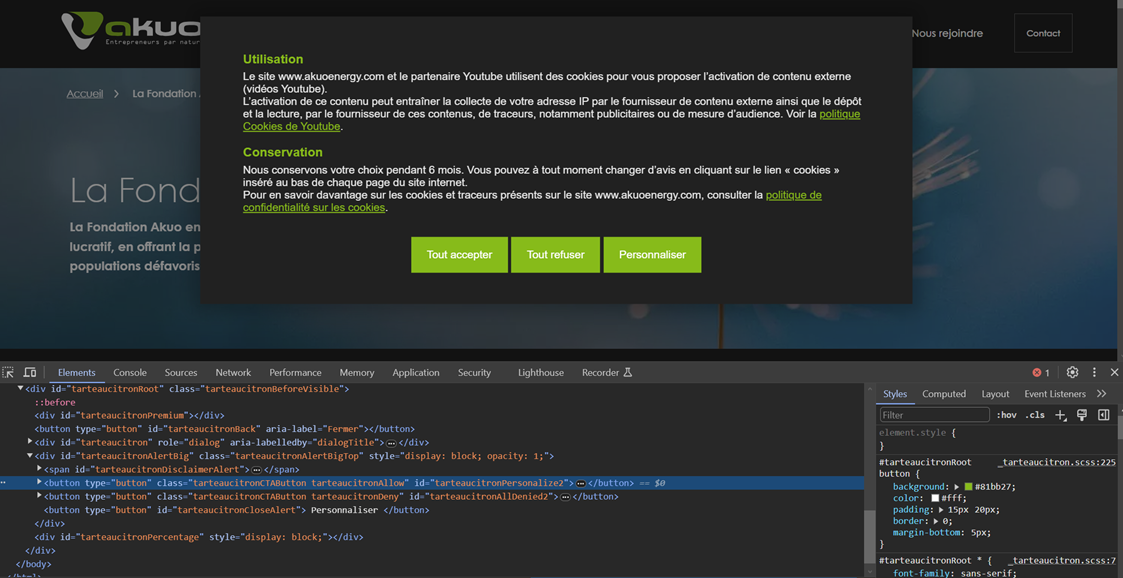 akuo
Entrepreneurs par natur
Nous rejoindre
Contact
Accueil > La Fondation
La Fond
La Fondation Akuo en
lucratif, en offrant la p
populations défavoris
Utilisation
Le site www.akuoenergy.com et le partenaire Youtube utilisent des cookies pour vous proposer l’activation de contenu externe
(vidéos Youtube).
L’activation de ce contenu peut entraîner la collecte de votre adresse IP par le fournisseur de contenu externe ainsi que le dépôt
et la lecture, par le fournisseur de ces contenus, de traceurs, notamment publicitaires ou de mesure d’audience. Voir la politique
Cookies de Youtube.
Conservation
Nous conservons votre choix pendant 6 mois. Vous pouvez à tout moment changer d’avis en cliquant sur le lien « cookies »
inséré au bas de chaque page du site internet.
Pour en savoir davantage sur les cookies et traceurs présents sur le site www.akuoenergy.com, consulter la politique de
confidentialité sur les cookies.
Tout accepter
Tout refuser
Personnaliser
Elements Console Sources Network Performance Memory Application Security Lighthouse Recorder 1
<div id="tarteaucitronRoot" class="tarteaucitronBeforeVisible">
::before
<div id="tarteaucitronPremium"></div>
<button type="button" id="tarteaucitronBack" aria-label="Fermer"></button>
<div id="tarteaucitron" role="dialog" aria-labelledby="dialogTitle">…</div>
<div id="tarteaucitronAlertBig" class="tarteaucitronAlertBigTop" style="display: block; opacity: 1;">
<span id="tarteaucitronDisclaimerAlert">…</span>
<button type="button" class="tarteaucitronCTAButton tarteaucitronAllow" id="tarteaucitronPersonalize2">…</button> == $0
<button type="button" class="tarteaucitronCTAButton tarteaucitronDeny" id="tarteaucitronAllDenied2">…</button>
<button type="button" id="tarteaucitronCloseAlert"> Personnaliser </button>
</div>
<div id="tarteaucitronPercentage" style="display: block;"></div>
</div>
</body>
</html>
Styles Computed Layout Event Listeners
Filter :hov .cls
element.style {
}
#tarteaucitronRoot _tarteaucitron.scss:225
button {
background: #81bb27;
color: #fff;
padding: 15px 20px;
border: 0;
margin-bottom: 5px;
}
#tarteaucitronRoot * { _tarteaucitron.scss:7
font-family: sans-serif;